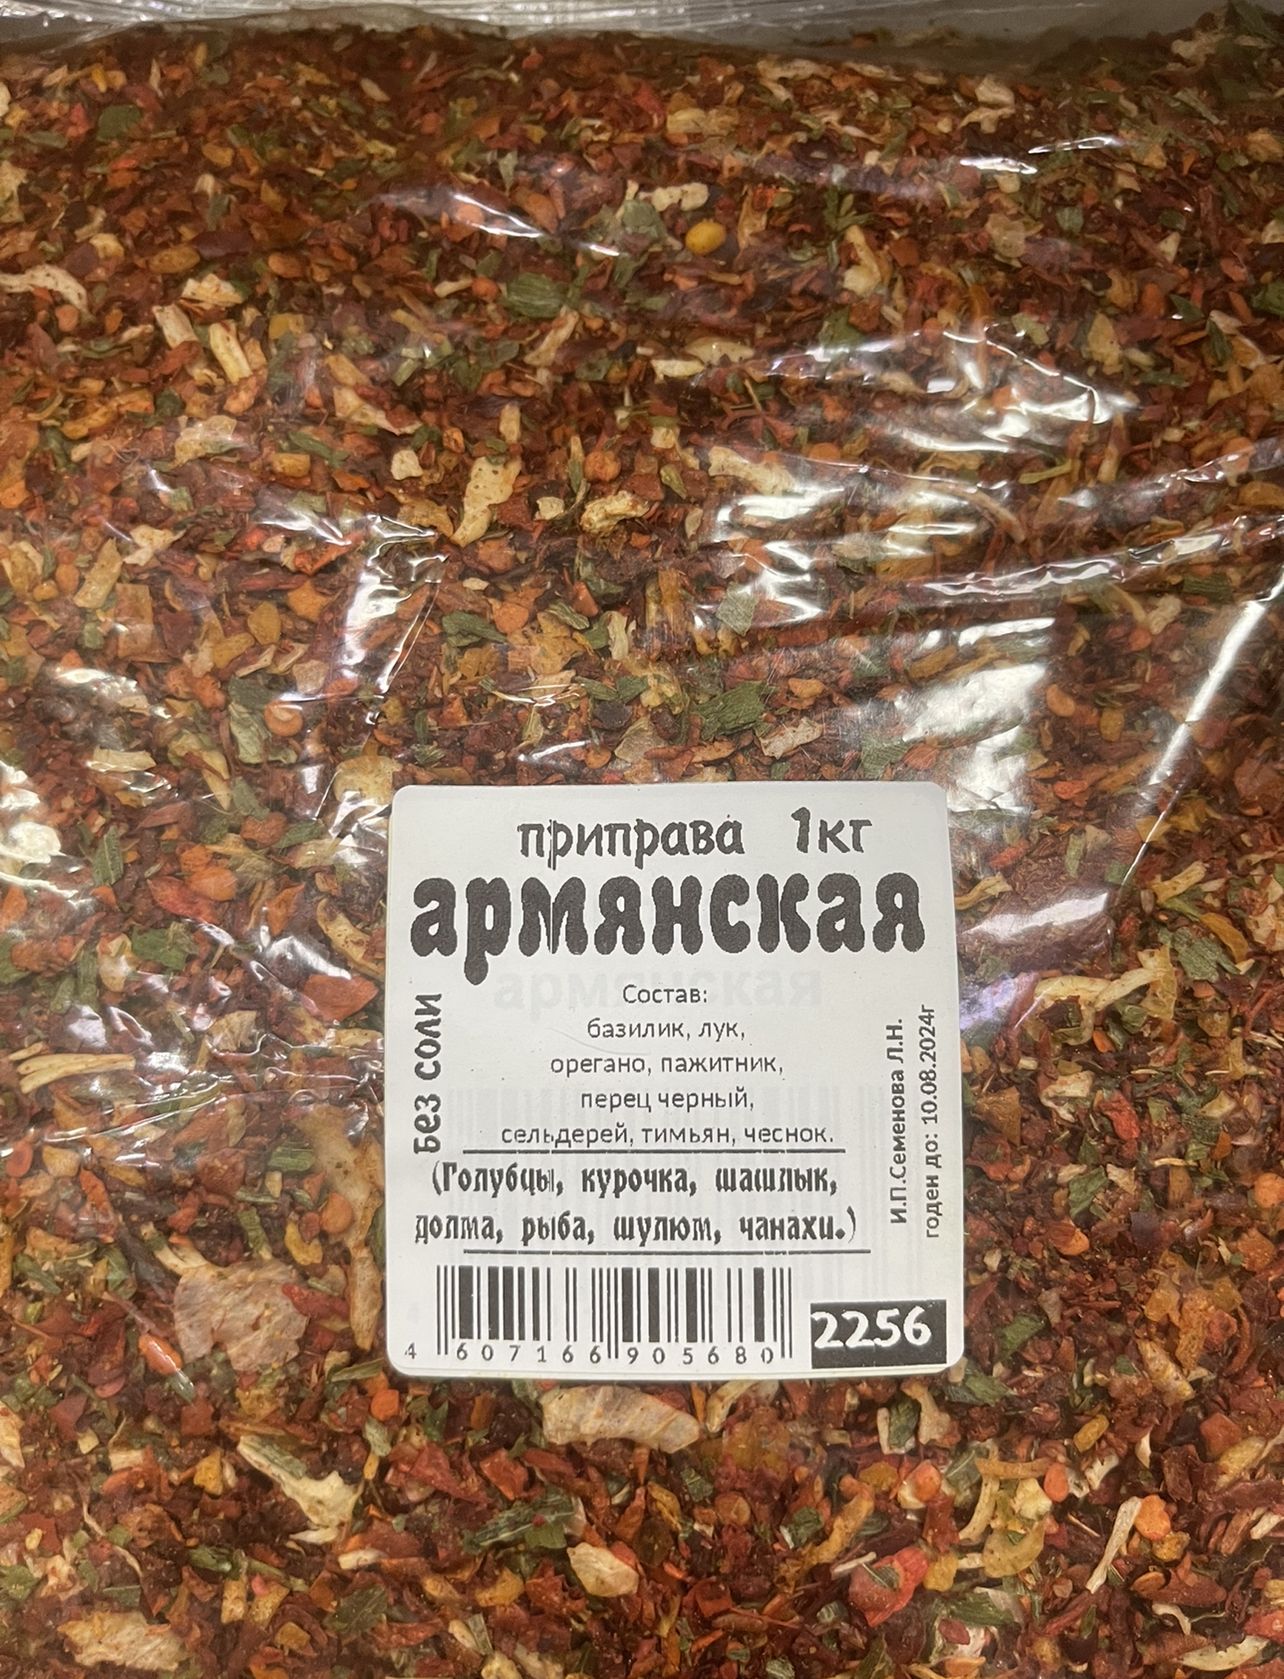 приправа 1кг
армянская
армянская
без соли
Состав:
базилик, лук,
орегано, пажитник,
перец черный,
сельдерей, тимьян, чеснок.
(Голубцы, курочка, шашлык,
долма, рыба, шулюм, чанахи.)
И.П.Семенова Л.Н.
годен до: 10.08.2024г
4 607166 905680
2256